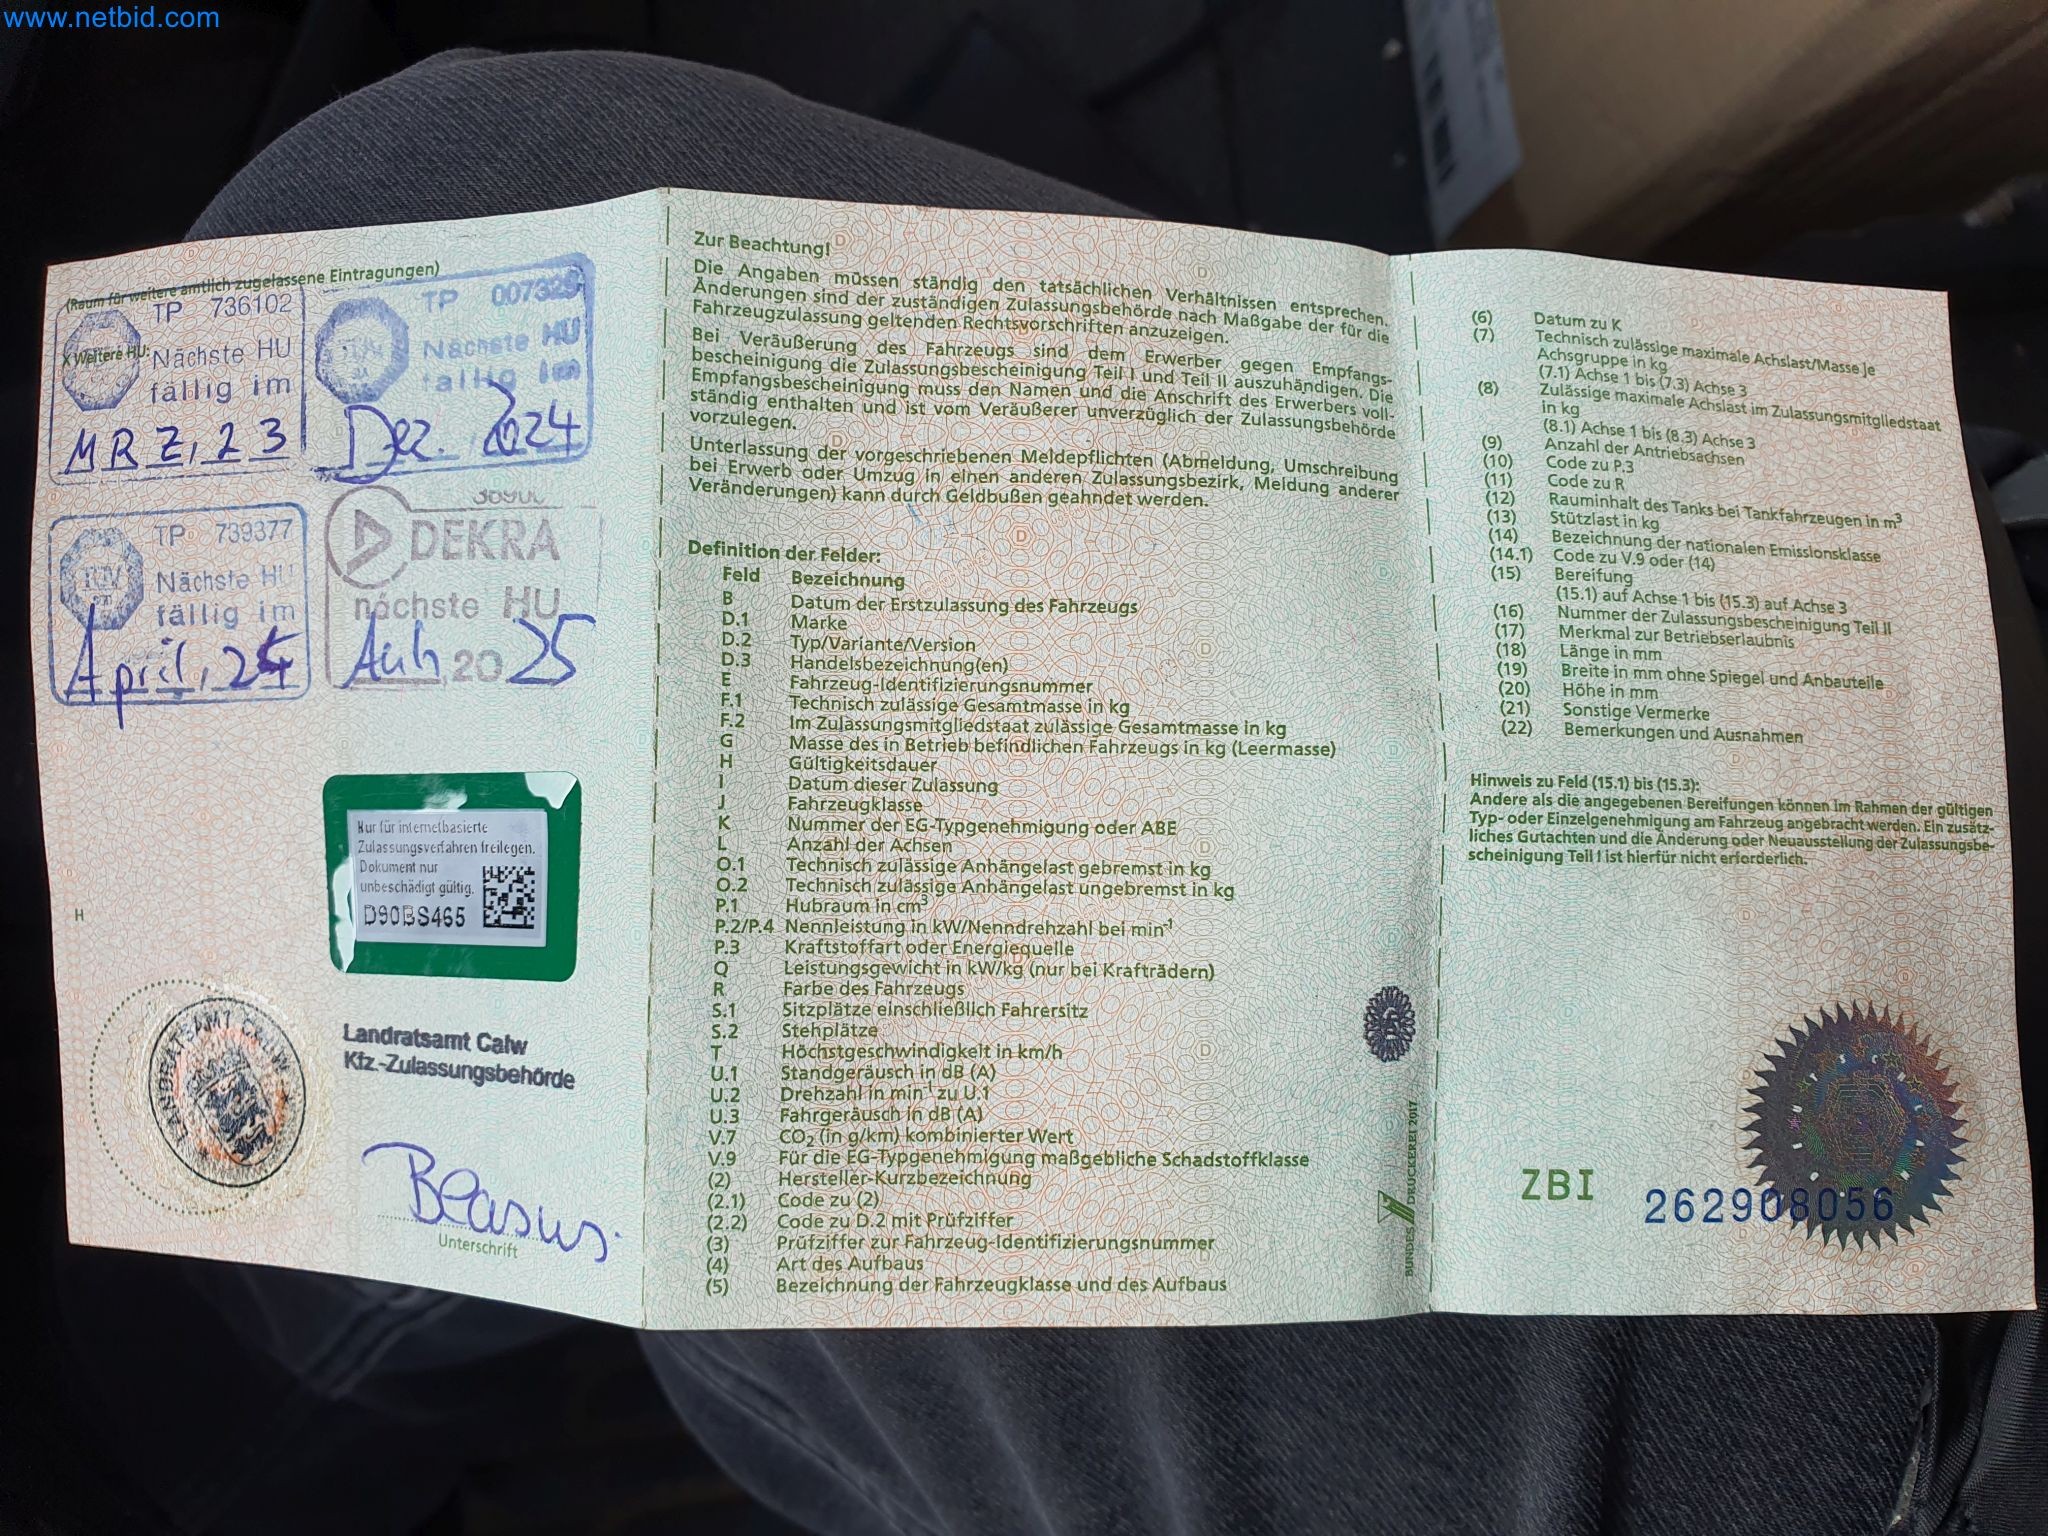 www.netbid.com
(Raum für weitere amtlich zugelassene Eintragungen)
X Weitere HU:
TP 736102
Nächste HU
fällig im
MRZ, 23
TP 007329
Nächste HU
fällig im
Dez. 2024
TP 739377
TÜV
Nächste HU
fällig im
April, 24
DEKRA
nächste HU
2025
Nur für internetbasierte
Zulassungsverfahren freilegen.
Dokument nur
unbeschädigt gültig.
D90BS465
H
LANDRATSAMT CALW
Landratsamt Calw
Kfz.-Zulassungsbehörde
Unterschrift
Zur Beachtung!
Die Angaben müssen ständig den tatsächlichen Verhältnissen entsprechen.
Änderungen sind der zuständigen Zulassungsbehörde nach Maßgabe der für die
Fahrzeugzulassung geltenden Rechtsvorschriften anzuzeigen.
Bei Veräußerung des Fahrzeugs sind dem Erwerber gegen Empfangs-
bescheinigung die Zulassungsbescheinigung Teil I und Teil II auszuhändigen. Die
Empfangsbescheinigung muss den Namen und die Anschrift des Erwerbers voll-
ständig enthalten und ist vom Veräußerer unverzüglich der Zulassungsbehörde
vorzulegen.
Unterlassung der vorgeschriebenen Meldepflichten (Abmeldung, Umschreibung
bei Erwerb oder Umzug in einen anderen Zulassungsbezirk, Meldung anderer
Veränderungen) kann durch Geldbußen geahndet werden.
Definition der Felder:
Feld Bezeichnung
B Datum der Erstzulassung des Fahrzeugs
D.1 Marke
D.2 Typ/Variante/Version
D.3 Handelsbezeichnung(en)
E Fahrzeug-Identifizierungsnummer
F.1 Technisch zulässige Gesamtmasse in kg
F.2 Im Zulassungsmitgliedstaat zulässige Gesamtmasse in kg
G Masse des in Betrieb befindlichen Fahrzeugs in kg (Leermasse)
H Gültigkeitsdauer
I Datum dieser Zulassung
J Fahrzeugklasse
K Nummer der EG-Typgenehmigung oder ABE
L Anzahl der Achsen
O.1 Technisch zulässige Anhängelast gebremst in kg
O.2 Technisch zulässige Anhängelast ungebremst in kg
P.1 Hubraum in cm³
P.2/P.4 Nennleistung in kW/Nenndrehzahl bei min⁻¹
P.3 Kraftstoffart oder Energiequelle
Q Leistungsgewicht in kW/kg (nur bei Krafträdern)
R Farbe des Fahrzeugs
S.1 Sitzplätze einschließlich Fahrersitz
S.2 Stehplätze
T Höchstgeschwindigkeit in km/h
U.1 Standgeräusch in dB (A)
U.2 Drehzahl in min⁻¹ zu U.1
U.3 Fahrgeräusch in dB (A)
V.7 CO₂ (in g/km) kombinierter Wert
V.9 Für die EG-Typgenehmigung maßgebliche Schadstoffklasse
(2) Hersteller-Kurzbezeichnung
(2.1) Code zu (2)
(2.2) Code zu D.2 mit Prüfziffer
(3) Prüfziffer zur Fahrzeug-Identifizierungsnummer
(4) Art des Aufbaus
(5) Bezeichnung der Fahrzeugklasse und des Aufbaus
BUNDESDRUCKEREI 2017
(6) Datum zu K
(7) Technisch zulässige maximale Achslast/Masse je
Achsgruppe in kg
(7.1) Achse 1 bis (7.3) Achse 3
(8) Zulässige maximale Achslast im Zulassungsmitgliedstaat
in kg
(8.1) Achse 1 bis (8.3) Achse 3
(9) Anzahl der Antriebsachsen
(10) Code zu P.3
(11) Code zu R
(12) Rauminhalt des Tanks bei Tankfahrzeugen in m³
(13) Stützlast in kg
(14) Bezeichnung der nationalen Emissionsklasse
(14.1) Code zu V.9 oder (14)
(15) Bereifung
(15.1) auf Achse 1 bis (15.3) auf Achse 3
(16) Nummer der Zulassungsbescheinigung Teil II
(17) Merkmal zur Betriebserlaubnis
(18) Länge in mm
(19) Breite in mm ohne Spiegel und Anbauteile
(20) Höhe in mm
(21) Sonstige Vermerke
(22) Bemerkungen und Ausnahmen
Hinweis zu Feld (15.1) bis (15.3):
Andere als die angegebenen Bereifungen können im Rahmen der gültigen
Typ- oder Einzelgenehmigung am Fahrzeug angebracht werden. Ein zusätz-
liches Gutachten und die Änderung oder Neuausstellung der Zulassungsbe-
scheinigung Teil I ist hierfür nicht erforderlich.
ZBI 262908056